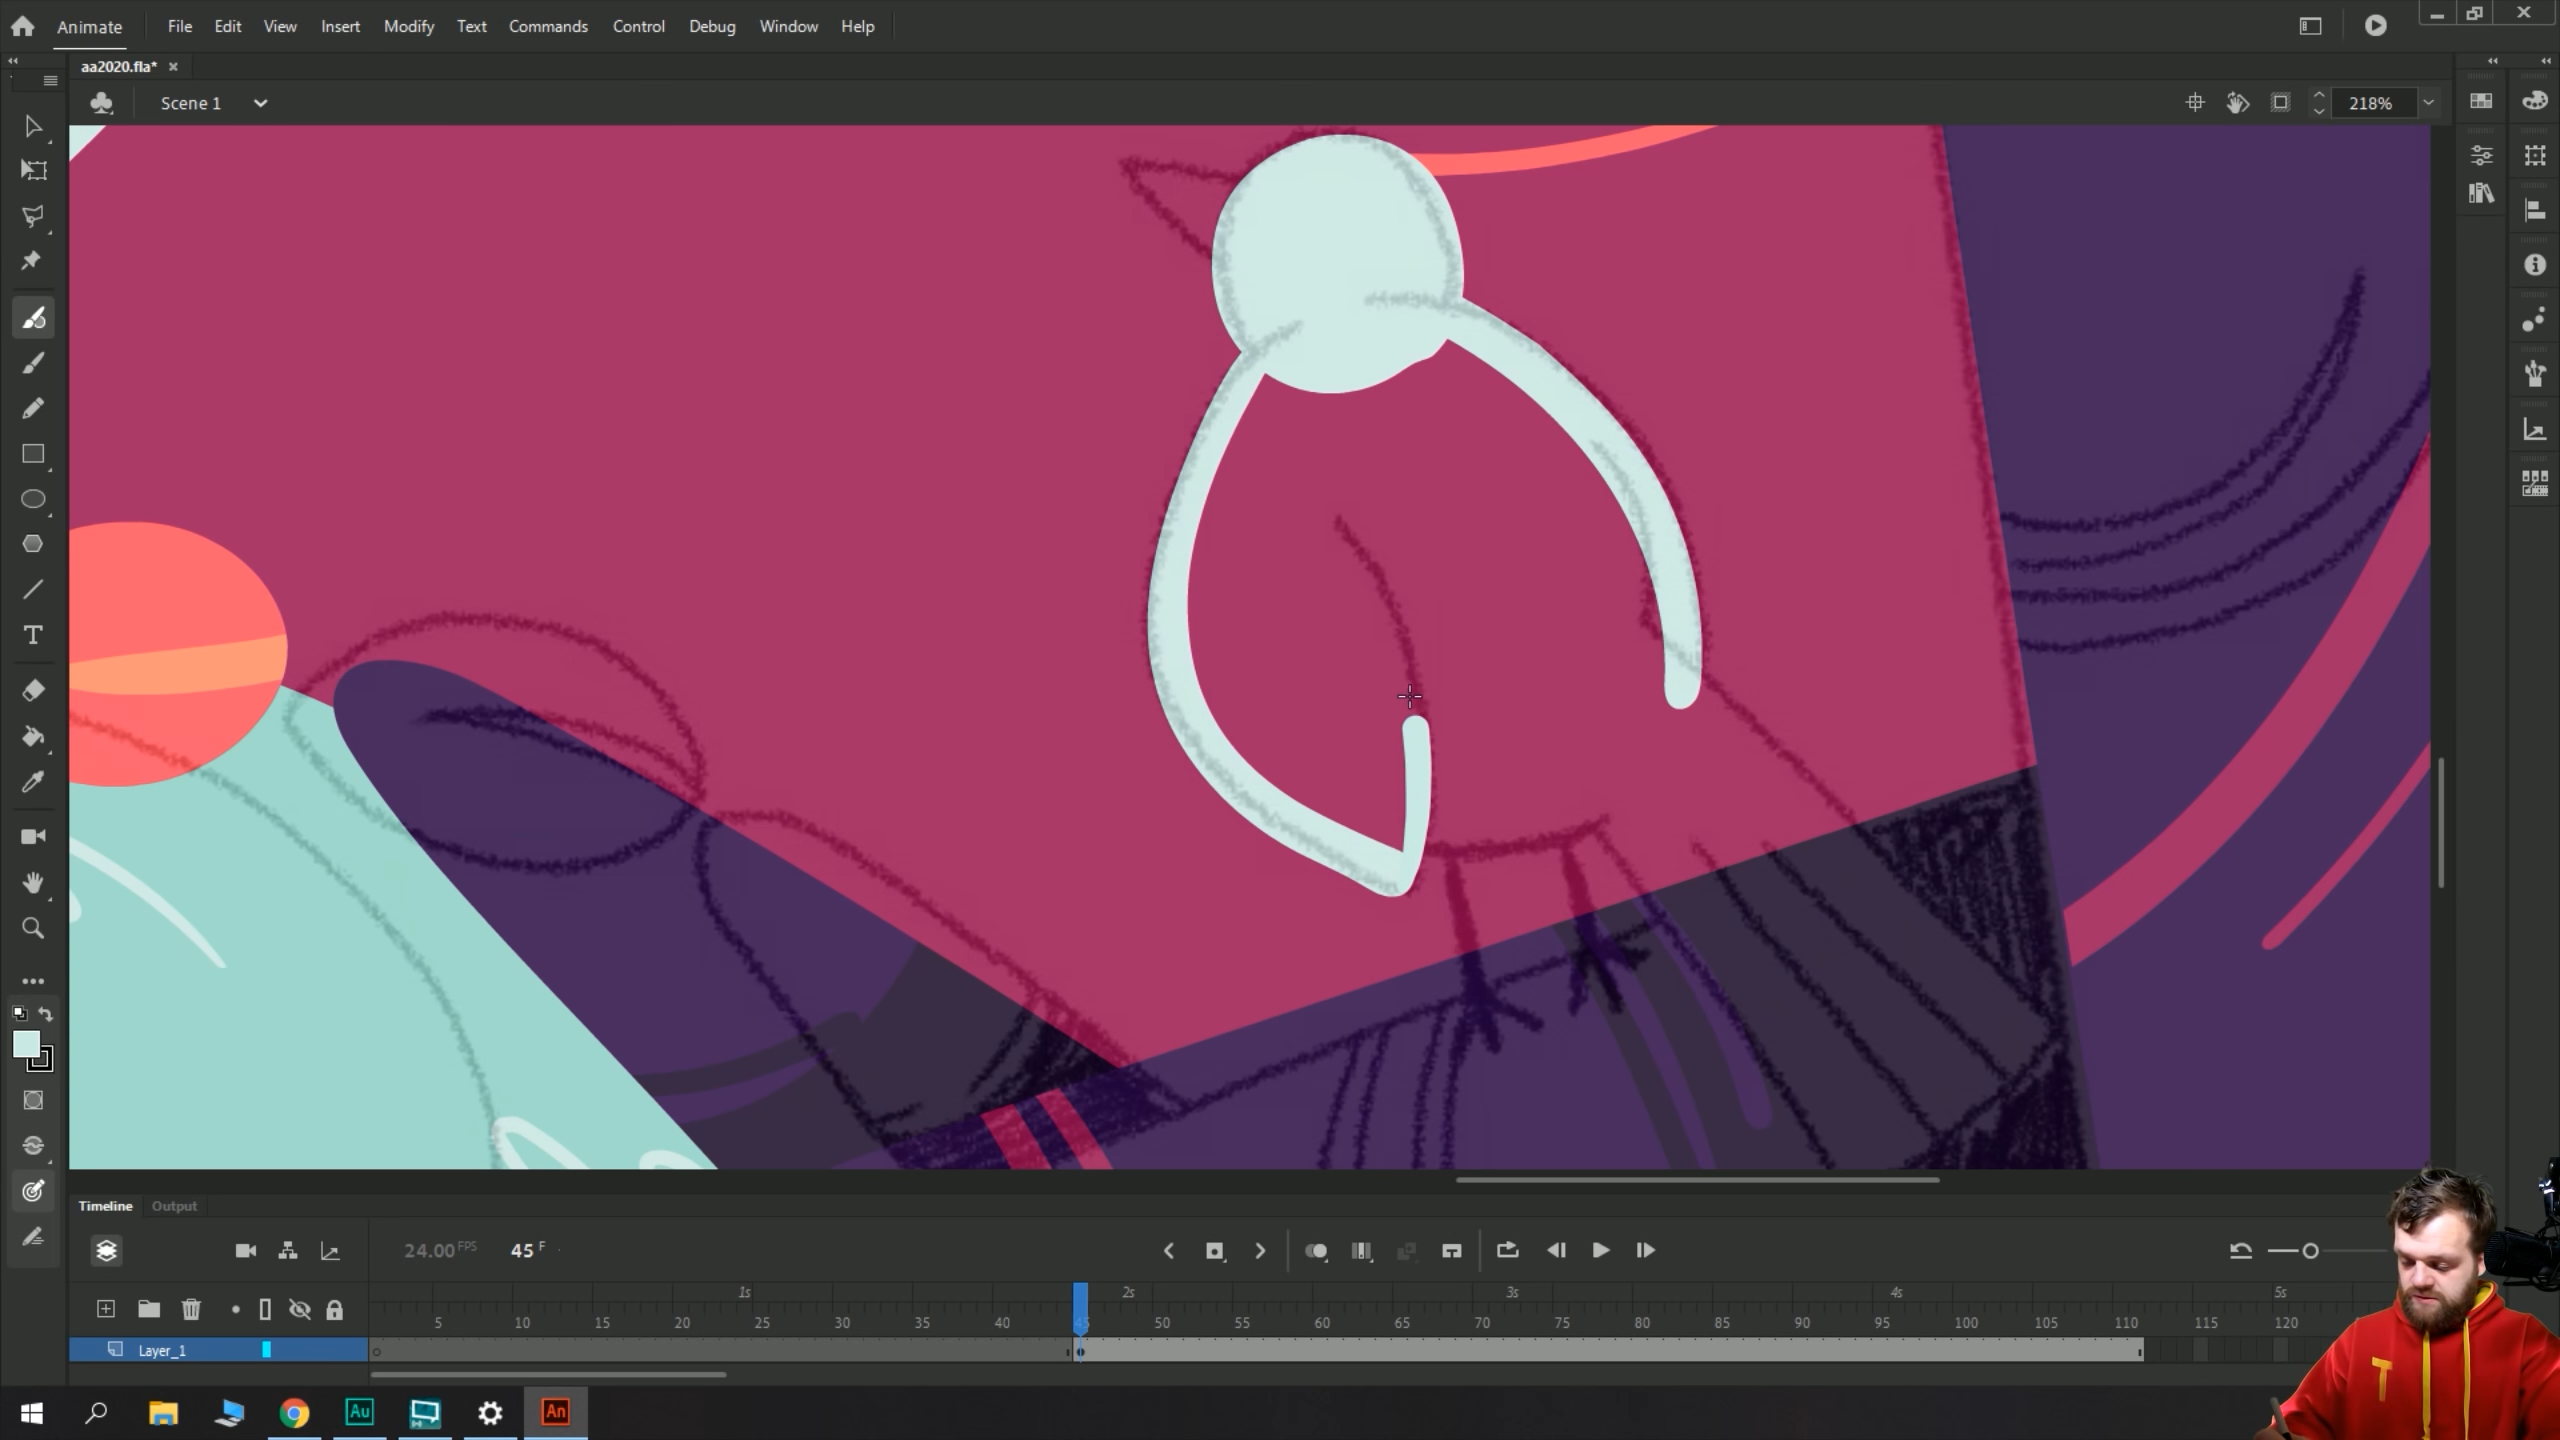 Animate File Edit View Insert Modify Text Commands Control Debug Window Help
aa2020.fla*
Scene 1
218%
T
Timeline Output
24.00 FPS 45 F
1s 2s 3s 4s 5s
5 10 15 20 25 30 35 40 45 50 55 60 65 70 75 80 85 90 95 100 105 110 115 120
Layer_1
T
Au An